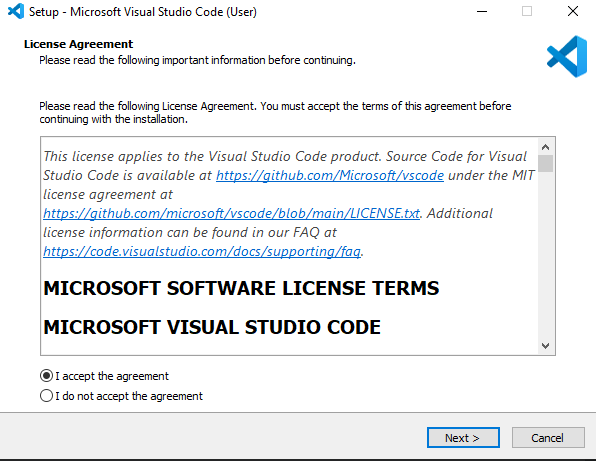 Setup - Microsoft Visual Studio Code (User)
License Agreement
Please read the following important information before continuing.
Please read the following License Agreement. You must accept the terms of this agreement before
continuing with the installation.
This license applies to the Visual Studio Code product. Source Code for Visual
Studio Code is available at https://github.com/Microsoft/vscode under the MIT
license agreement at
https://github.com/microsoft/vscode/blob/main/LICENSE.txt. Additional
license information can be found in our FAQ at
https://code.visualstudio.com/docs/supporting/faq.
MICROSOFT SOFTWARE LICENSE TERMS
MICROSOFT VISUAL STUDIO CODE
I accept the agreement
I do not accept the agreement
Next > Cancel